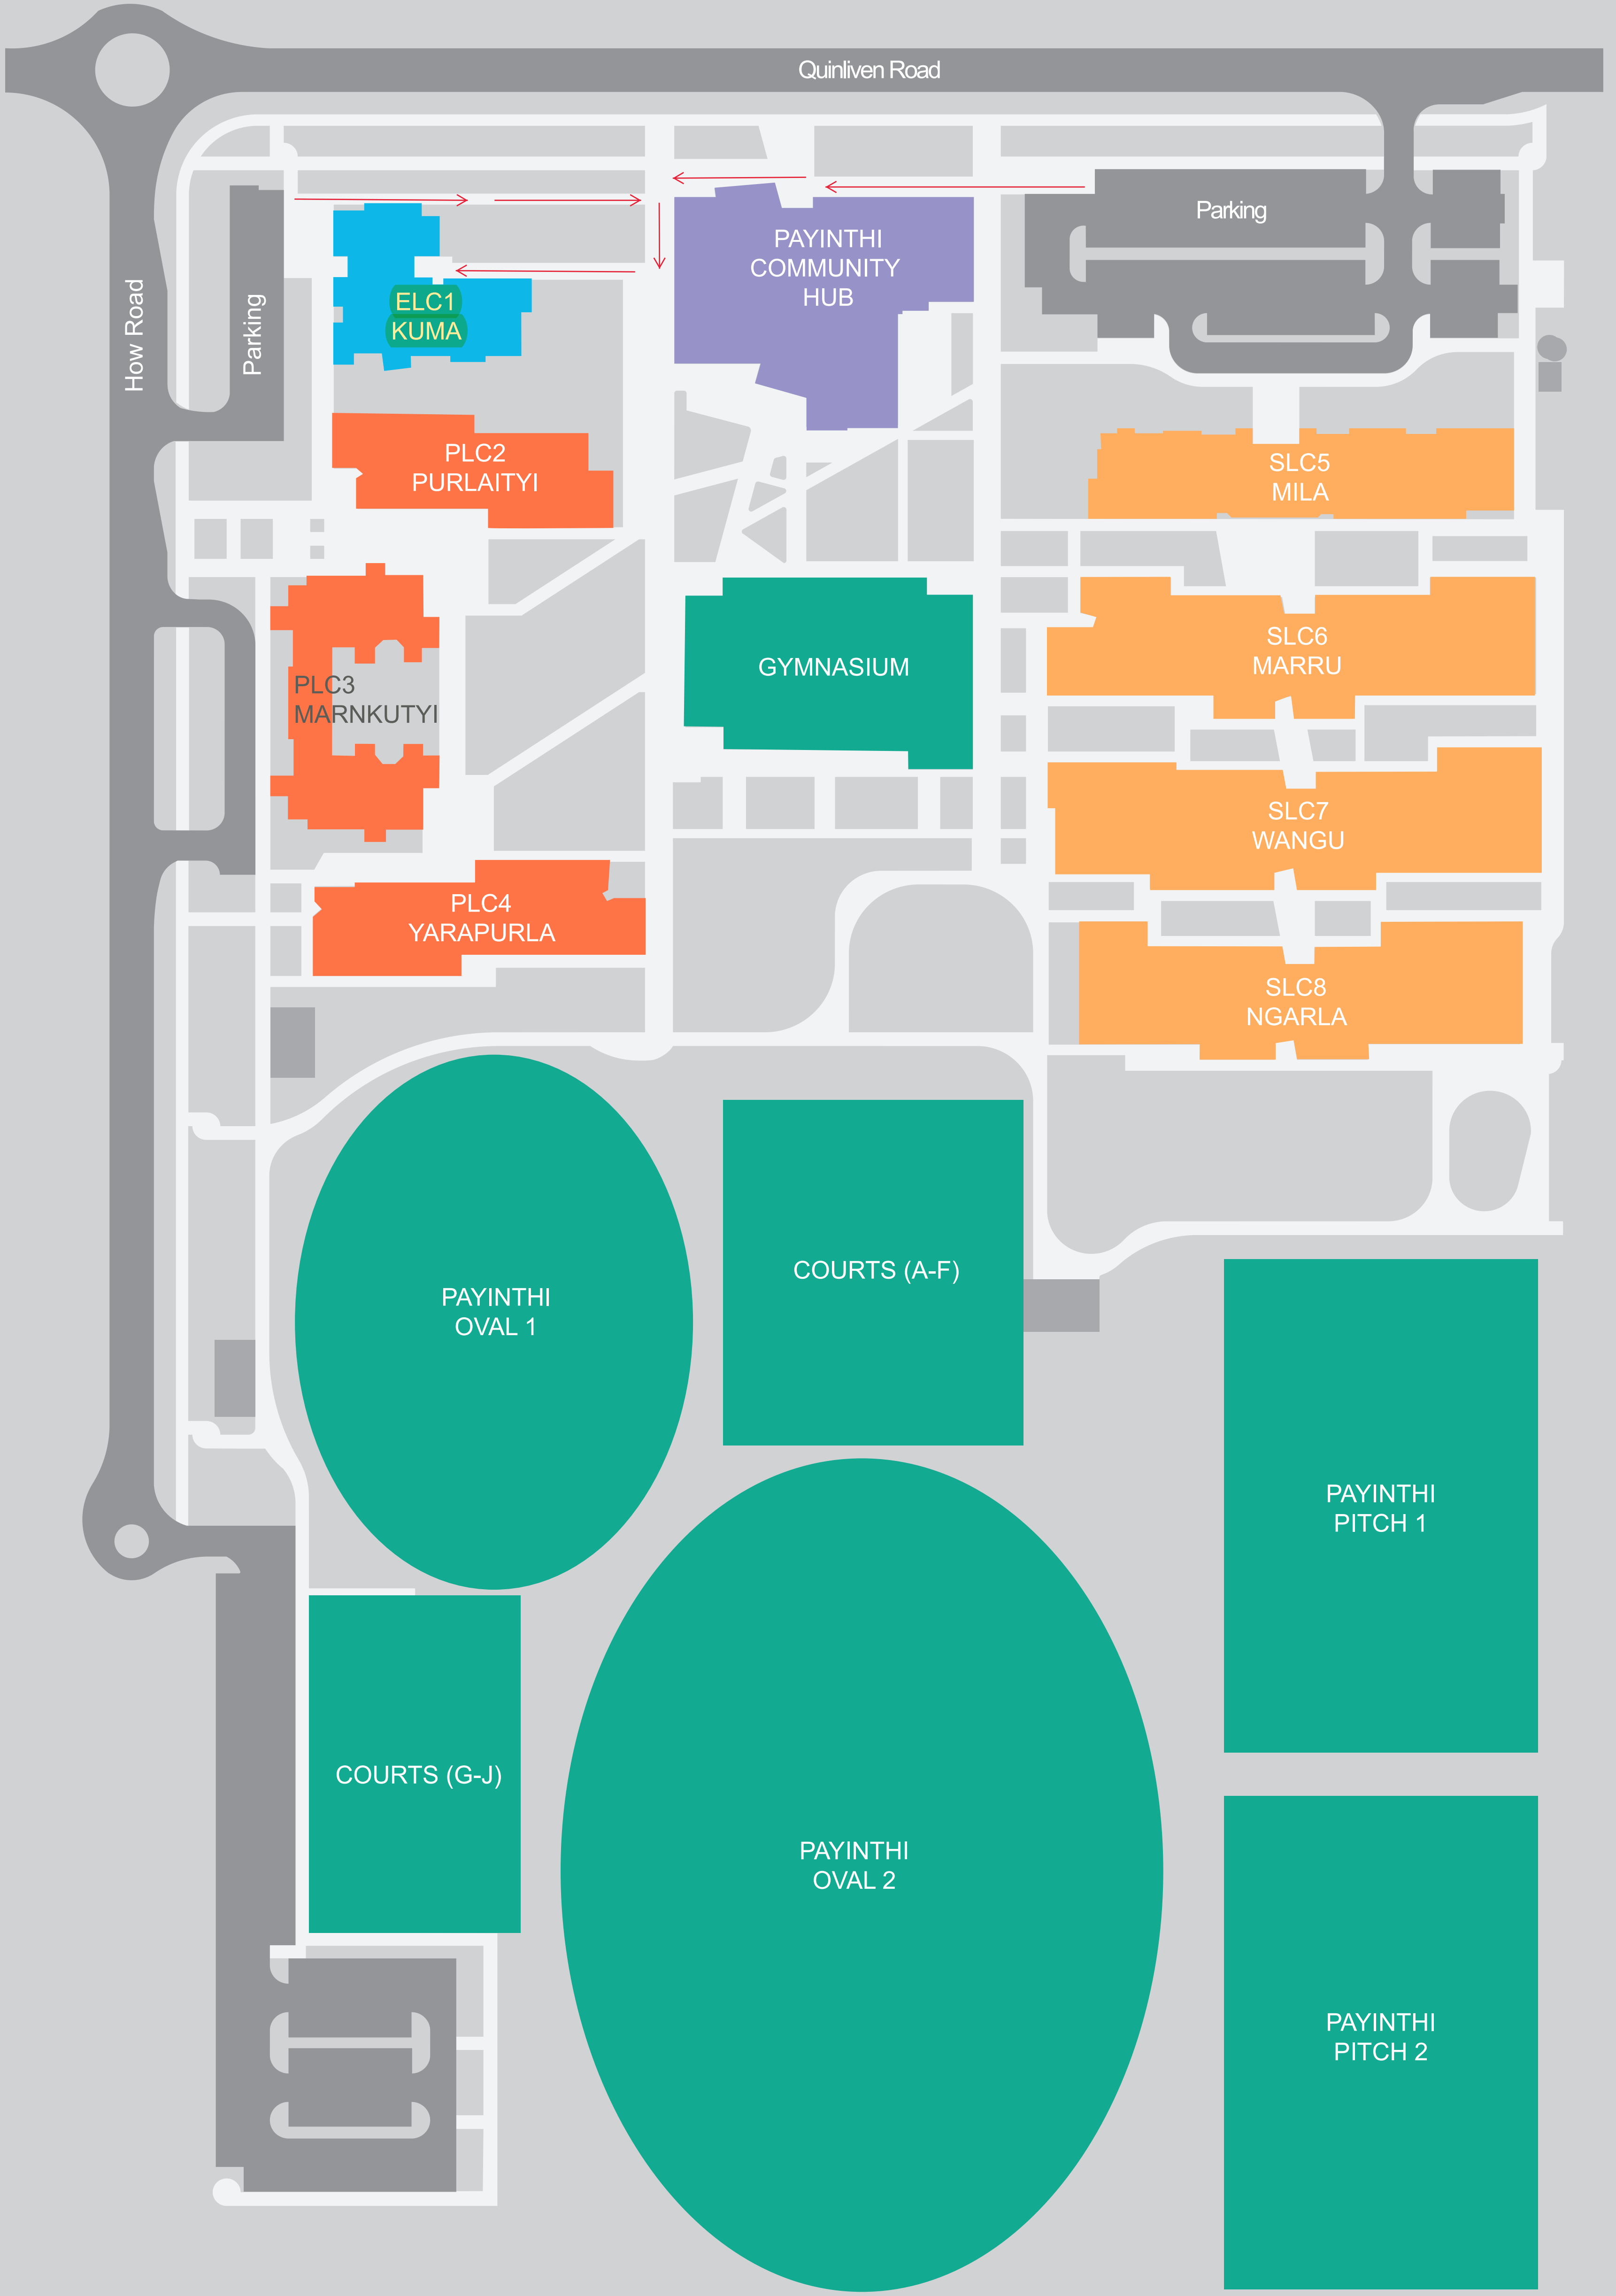 Quinliven Road
How Road
Parking
Parking
ELC1
KUMA
PAYINTHI
COMMUNITY
HUB
PLC2
PURLAITYI
SLC5
MILA
PLC3
MARNKUTYI
GYMNASIUM
SLC6
MARRU
SLC7
WANGU
PLC4
YARAPURLA
SLC8
NGARLA
PAYINTHI
OVAL 1
COURTS (A-F)
PAYINTHI
PITCH 1
COURTS (G-J)
PAYINTHI
OVAL 2
PAYINTHI
PITCH 2